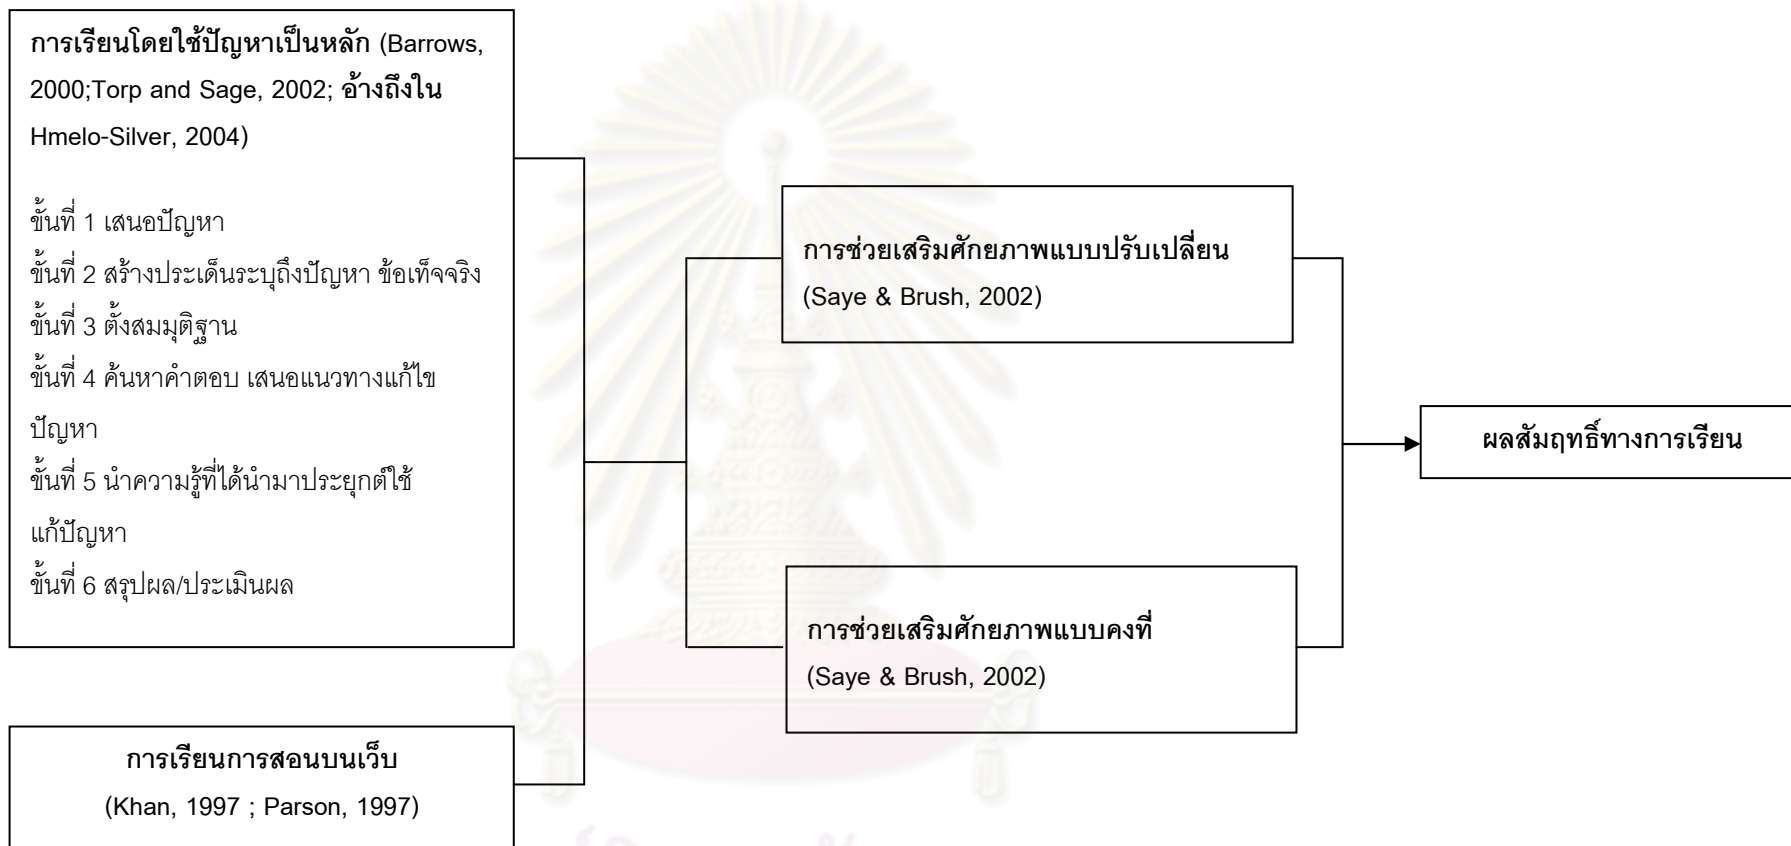 การเรียนโดยใช้ปัญหาเป็นหลัก (Barrows,
2000;Torp and Sage, 2002; อ้างถึงใน
Hmelo-Silver, 2004)
ขั้นที่ 1 เสนอปัญหา
ขั้นที่ 2 สร้างประเด็นระบุถึงปัญหา ข้อเท็จจริง
ขั้นที่ 3 ตั้งสมมุติฐาน
ขั้นที่ 4 ค้นหาคำตอบ เสนอแนวทางแก้ไข
ปัญหา
ขั้นที่ 5 นำความรู้ที่ได้นำมาประยุกต์ใช้
แก้ปัญหา
ขั้นที่ 6 สรุปผล/ประเมินผล
การเรียนการสอนบนเว็บ
(Khan, 1997 ; Parson, 1997)
การช่วยเสริมศักยภาพแบบปรับเปลี่ยน
(Saye & Brush, 2002)
การช่วยเสริมศักยภาพแบบคงที่
(Saye & Brush, 2002)
ผลสัมฤทธิ์ทางการเรียน